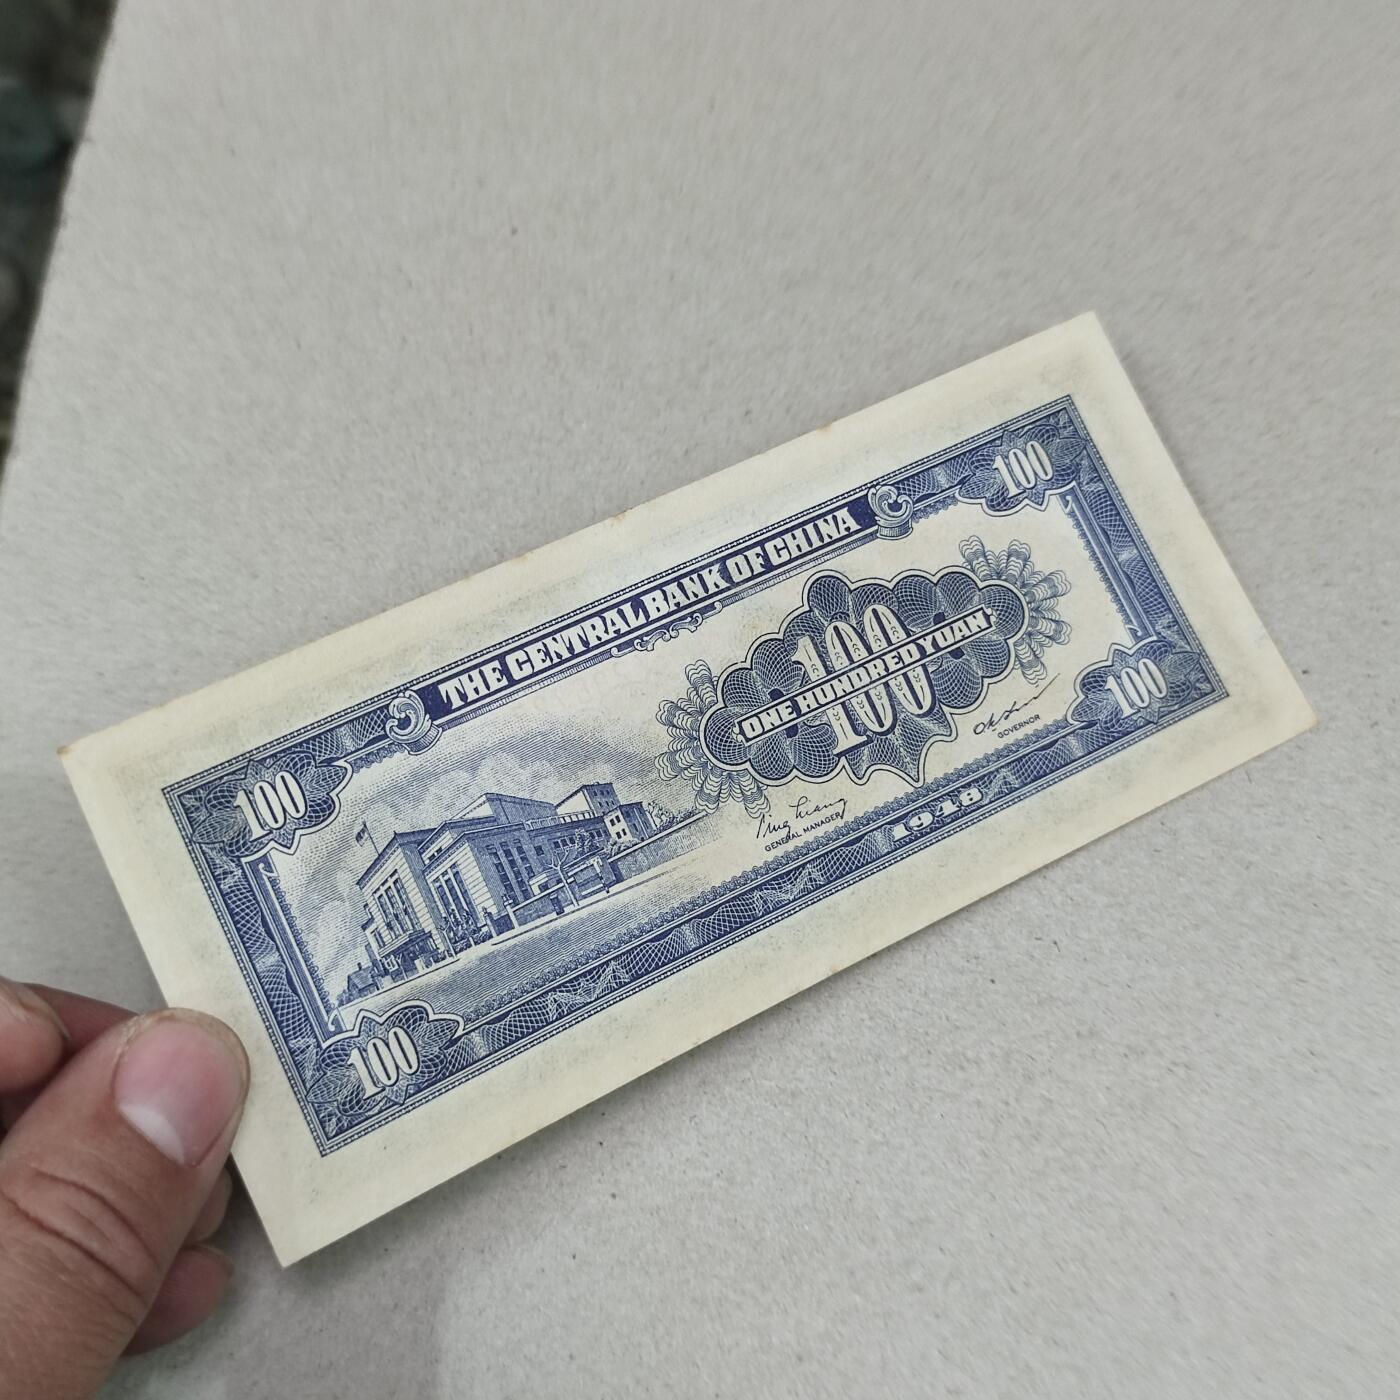 THE CENTRAL BANK OF CHINA
100
100
100
ONE HUNDRED YUAN
GOVERNOR
GENERAL MANAGER
1948
100
100